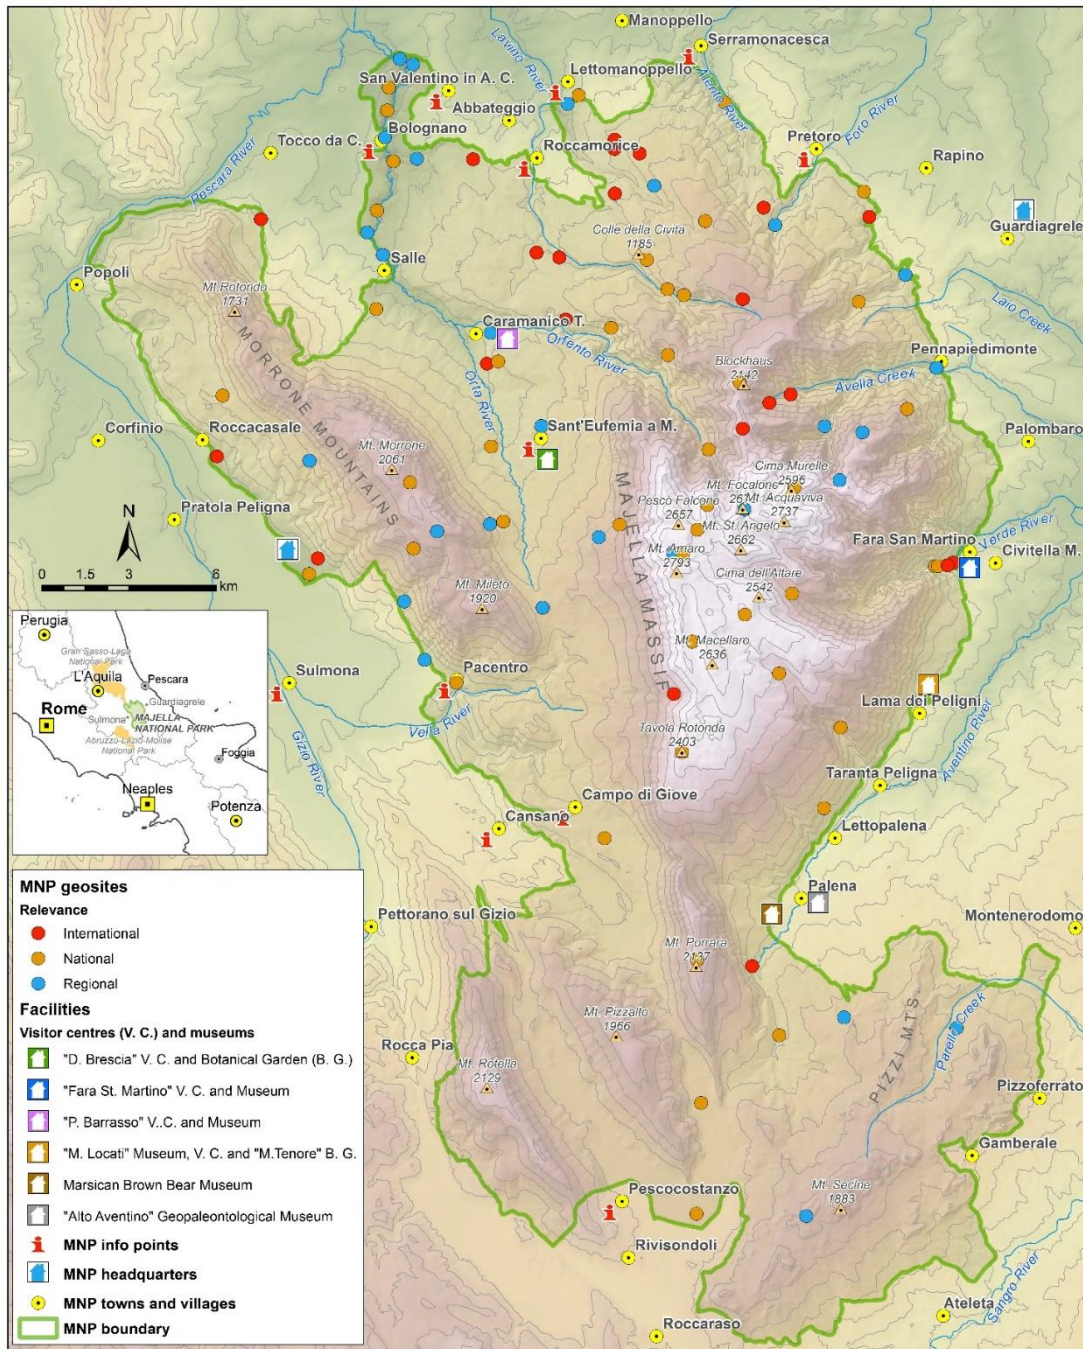 Manoppello
Serramonacesca
Lavino River
Lettomanoppello
San Valentino in A. C.
Abbateggio
Alento River
Foro River
Pretoro
Bolognano
Tocco da C.
Roccamorice
Rapino
Pescara River
Guardiagrele
Colle della Civita
1185
Salle
Popoli
Mt. Rotondo
1731
Laio Creek
Caramanico T.
Orfento River
Pennapiedimonte
Blockhaus
2142
Avella Creek
MORRONE MOUNTAINS
Orta River
Corfinio
Roccacasale
Sant'Eufemia a M.
Palombaro
Mt. Morrone
2061
Cima Murelle
2596
Mt. Focalone
Mt. Acquaviva
2737
Pesco Falcone
2657
Pratola Peligna
MAJELLA MASSIF
Mt. St. Angelo
2662
Verde River
Fara San Martino
Civitella M.
N
Mt. Amaro
2793
0 1.5 3 6
km
Cima dell'Altare
2542
Mt. Mileto
1920
Perugia
Gran Sasso-Laga
National Park
L'Aquila
Pescara
Guardiagrele
Rome
Sulmona
MAJELLA
NATIONAL PARK
Abruzzo-Lazio-Molise
National Park
Foggia
Neaples
Potenza
Mt. Macellaro
2636
Sulmona
Pacentro
Vella River
Gizio River
Lama dei Peligni
Aventino River
Tavola Rotonda
2403
Taranta Peligna
Campo di Giove
Cansano
Lettopalena
Palena
Pettorano sul Gizio
Montenerodomo
Mt. Porrara
2137
Mt. Pizzalto
1966
Rocca Pia
Mt. Rotella
2129
PIZZI MTS.
Parello Creek
Pizzoferrato
Gamberale
Mt. Secine
1883
Pescocostanzo
Rivisondoli
Sangro River
Ateleta
Roccaraso
MNP geosites
Relevance
International
National
Regional
Facilities
Visitor centres (V. C.) and museums
"D. Brescia" V. C. and Botanical Garden (B. G.)
"Fara St. Martino" V. C. and Museum
"P. Barrasso" V..C. and Museum
"M. Locati" Museum, V. C. and "M.Tenore" B. G.
Marsican Brown Bear Museum
"Alto Aventino" Geopaleontological Museum
MNP info points
MNP headquarters
MNP towns and villages
MNP boundary